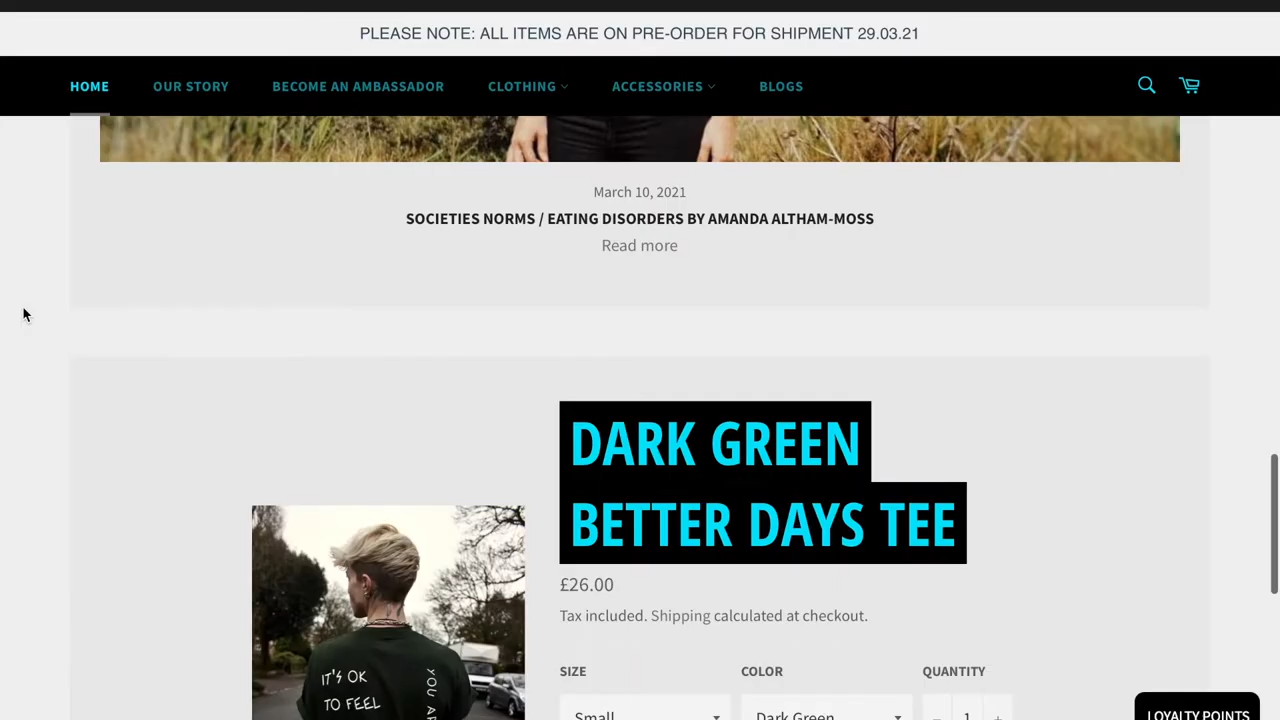 PLEASE NOTE: ALL ITEMS ARE ON PRE-ORDER FOR SHIPMENT 29.03.21
HOME OUR STORY BECOME AN AMBASSADOR CLOTHING ACCESSORIES BLOGS
March 10, 2021
SOCIETIES NORMS / EATING DISORDERS BY AMANDA ALTHAM-MOSS
Read more
DARK GREEN
BETTER DAYS TEE
£26.00
Tax included. Shipping calculated at checkout.
SIZE COLOR QUANTITY
Small Dark Green 1
IT'S OK
TO FEEL
YOU
LOYALTY POINTS